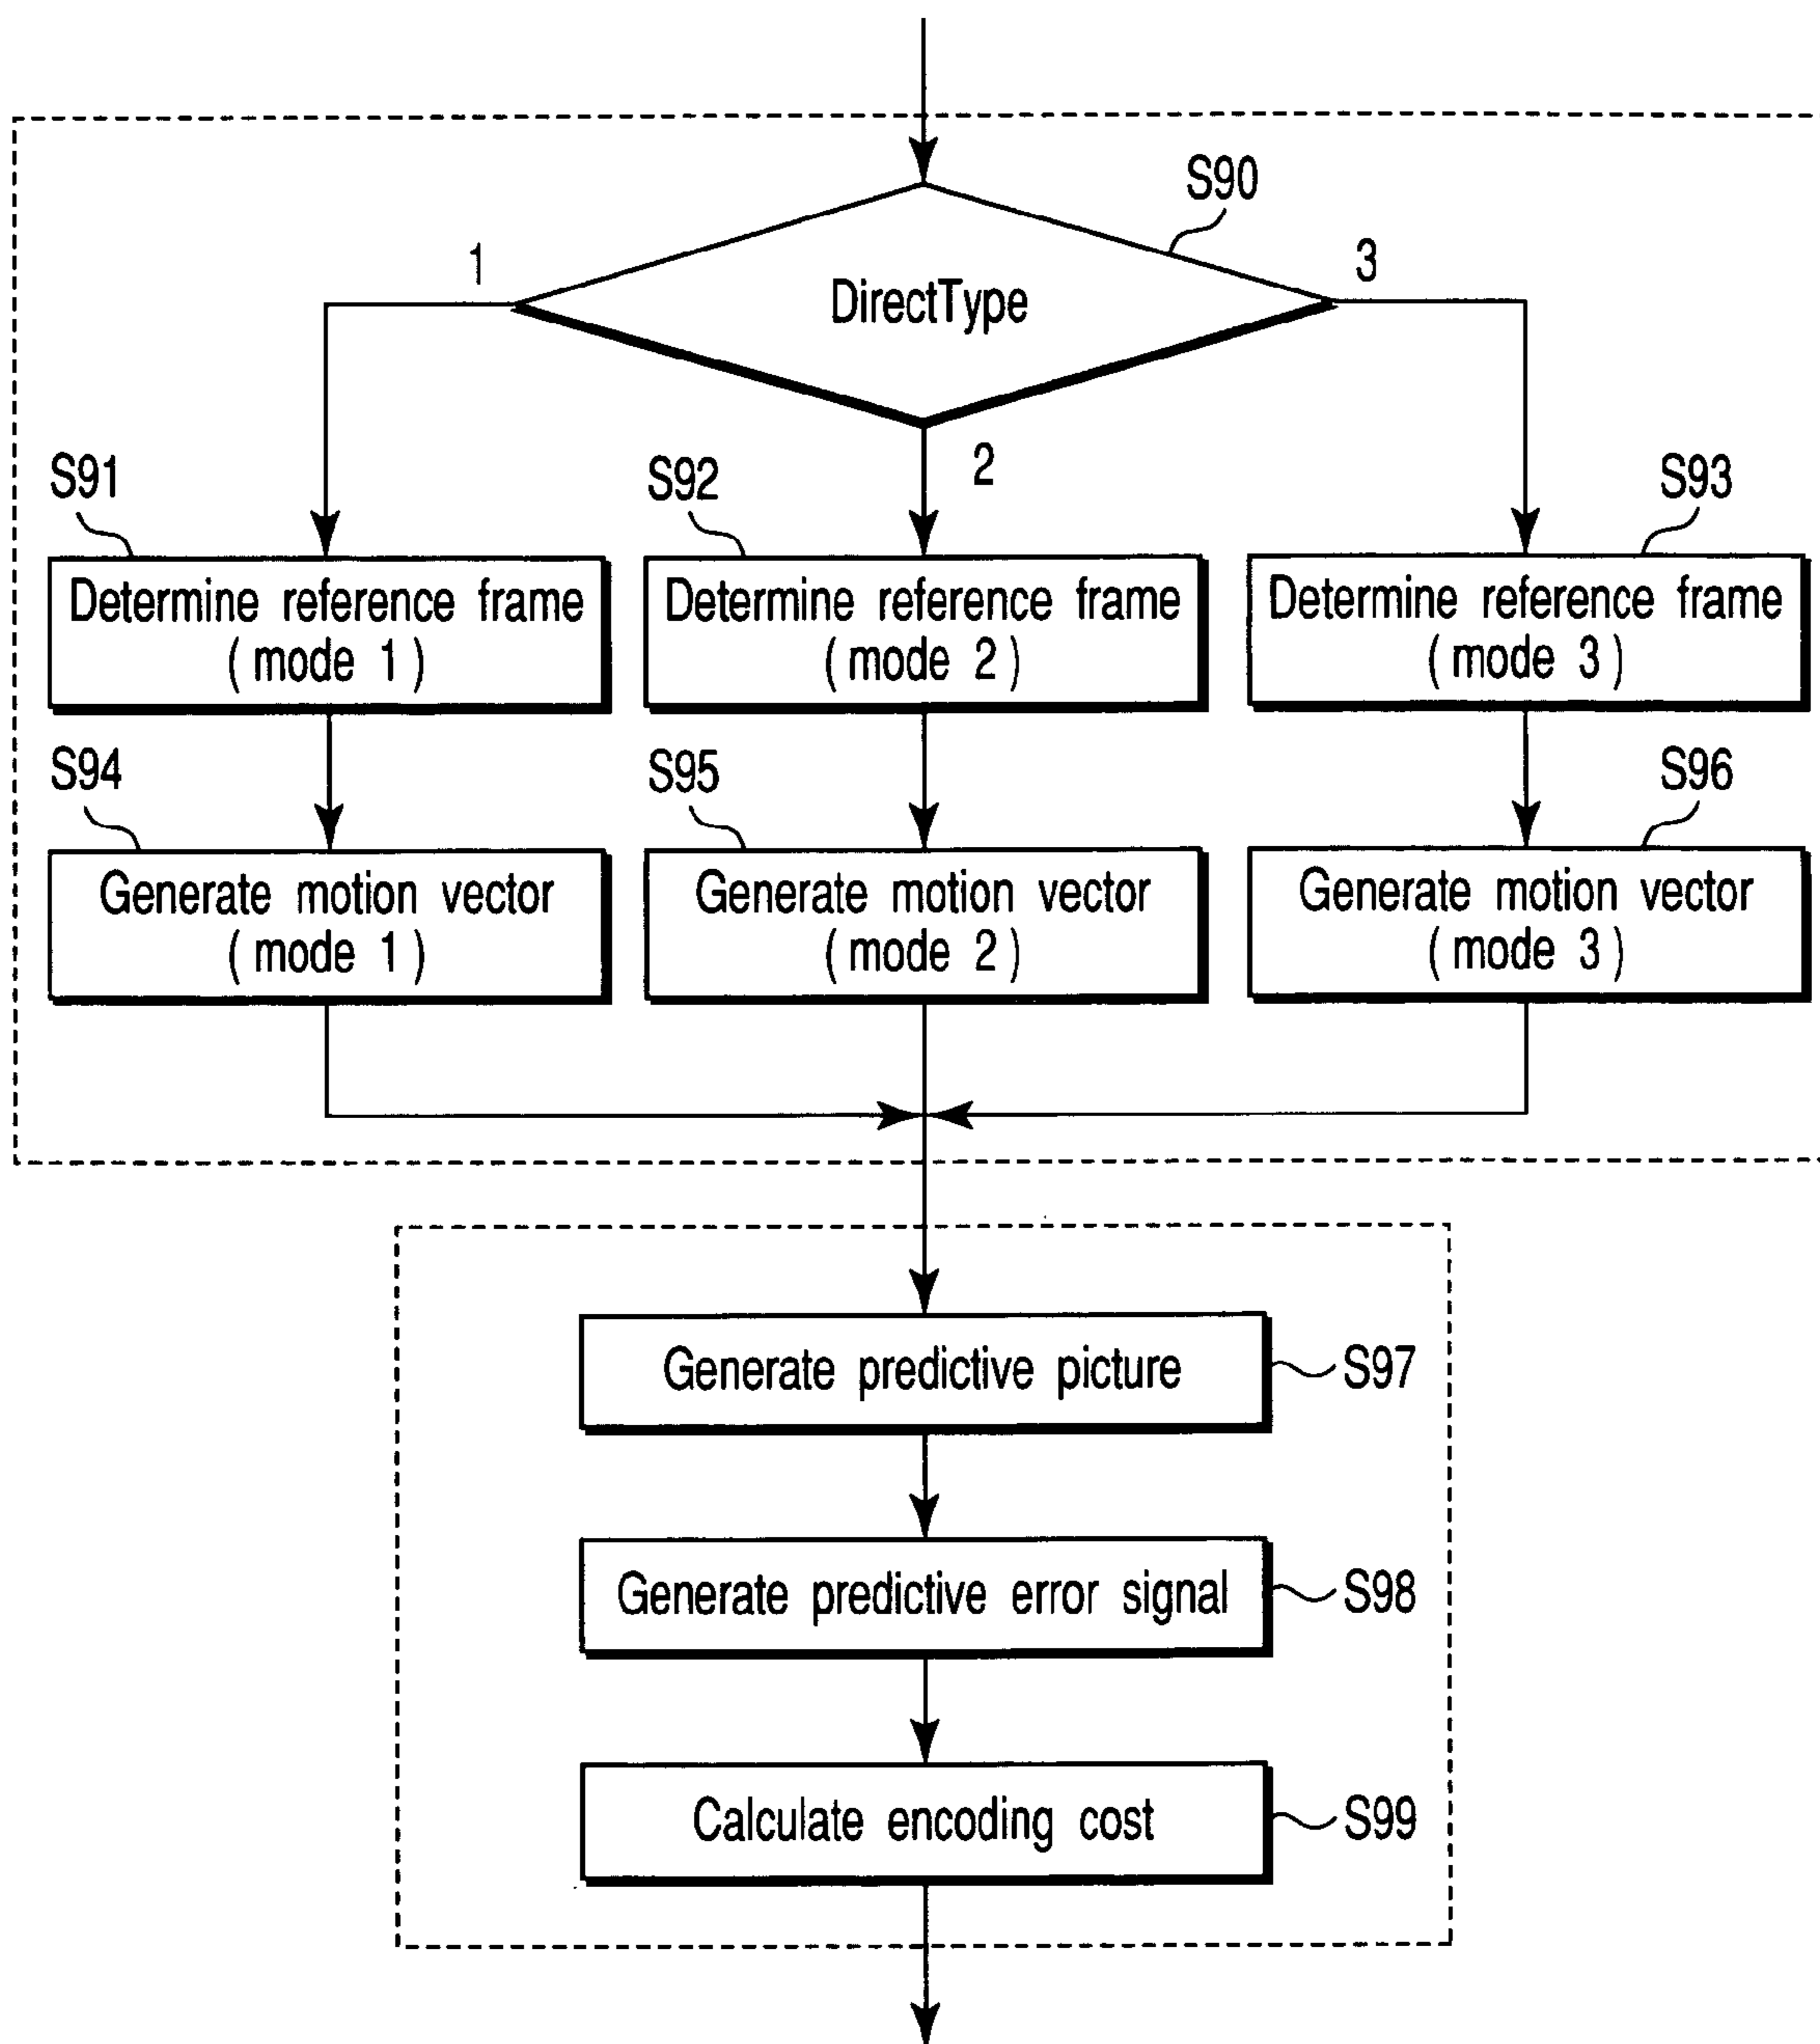 S90
1
3
DirectType
2
S91
S92
S93
Determine reference frame
(mode 1)
Determine reference frame
(mode 2)
Determine reference frame
(mode 3)
S94
S95
S96
Generate motion vector
(mode 1)
Generate motion vector
(mode 2)
Generate motion vector
(mode 3)
Generate predictive picture
S97
Generate predictive error signal
S98
Calculate encoding cost
S99